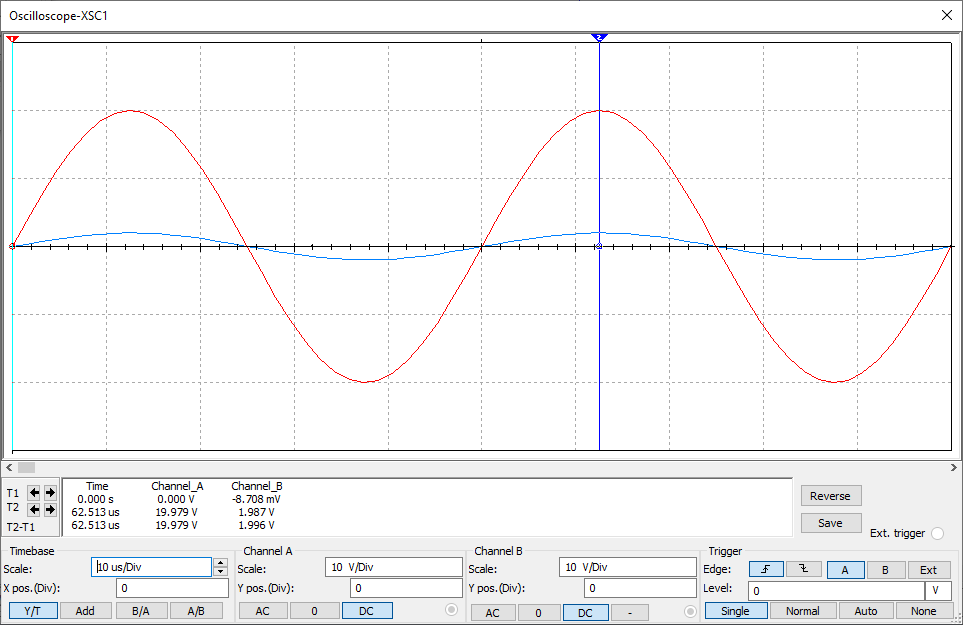 Oscilloscope-XSC1
1
2
Time Channel_A Channel_B
T1 0.000 s 0.000 V -8.708 mV
T2 62.513 us 19.979 V 1.987 V
T2-T1 62.513 us 19.979 V 1.996 V
Reverse
Save
Ext. trigger
Timebase
Scale: 10 us/Div
X pos.(Div): 0
Y/T Add B/A A/B
Channel A
Scale: 10 V/Div
Y pos.(Div): 0
AC 0 DC
Channel B
Scale: 10 V/Div
Y pos.(Div): 0
AC 0 DC -
Trigger
Edge: A B Ext
Level: 0 V
Single Normal Auto None